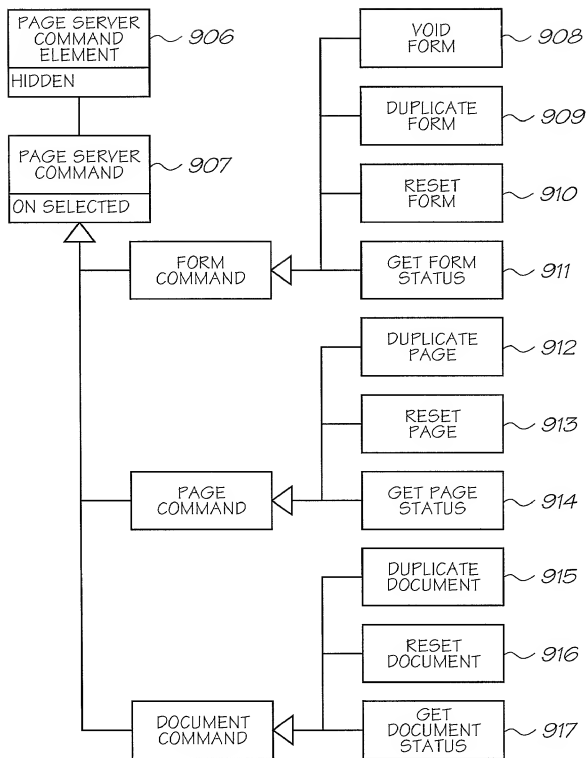 PAGE SERVER
COMMAND
ELEMENT
906
HIDDEN
PAGE SERVER
COMMAND
907
ON SELECTED
FORM
COMMAND
VOID
FORM
908
DUPLICATE
FORM
909
RESET
FORM
910
GET FORM
STATUS
911
PAGE
COMMAND
DUPLICATE
PAGE
912
RESET
PAGE
913
GET PAGE
STATUS
914
DOCUMENT
COMMAND
DUPLICATE
DOCUMENT
915
RESET
DOCUMENT
916
GET
DOCUMENT
STATUS
917